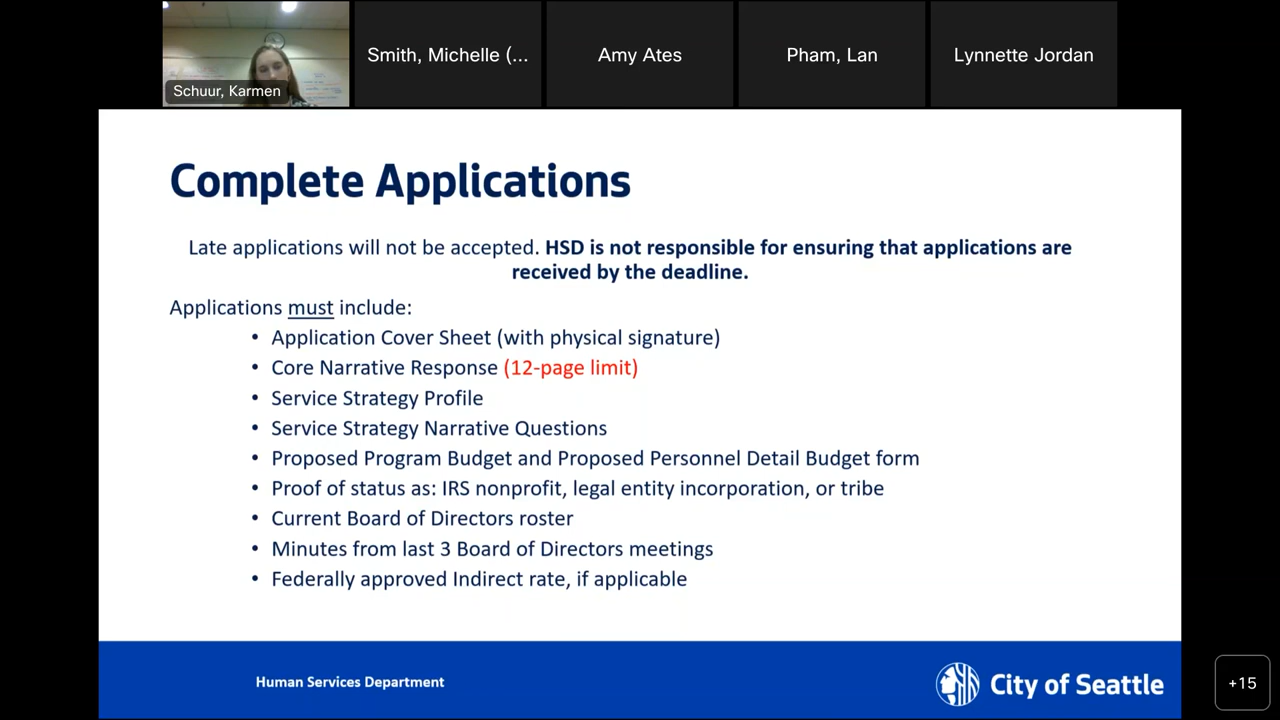 Schuur, Karmen
Smith, Michelle (...
Amy Ates
Pham, Lan
Lynnette Jordan
Complete Applications
Late applications will not be accepted. HSD is not responsible for ensuring that applications are
received by the deadline.
Applications must include:
• Application Cover Sheet (with physical signature)
• Core Narrative Response (12-page limit)
• Service Strategy Profile
• Service Strategy Narrative Questions
• Proposed Program Budget and Proposed Personnel Detail Budget form
• Proof of status as: IRS nonprofit, legal entity incorporation, or tribe
• Current Board of Directors roster
• Minutes from last 3 Board of Directors meetings
• Federally approved Indirect rate, if applicable
Human Services Department
City of Seattle
+15